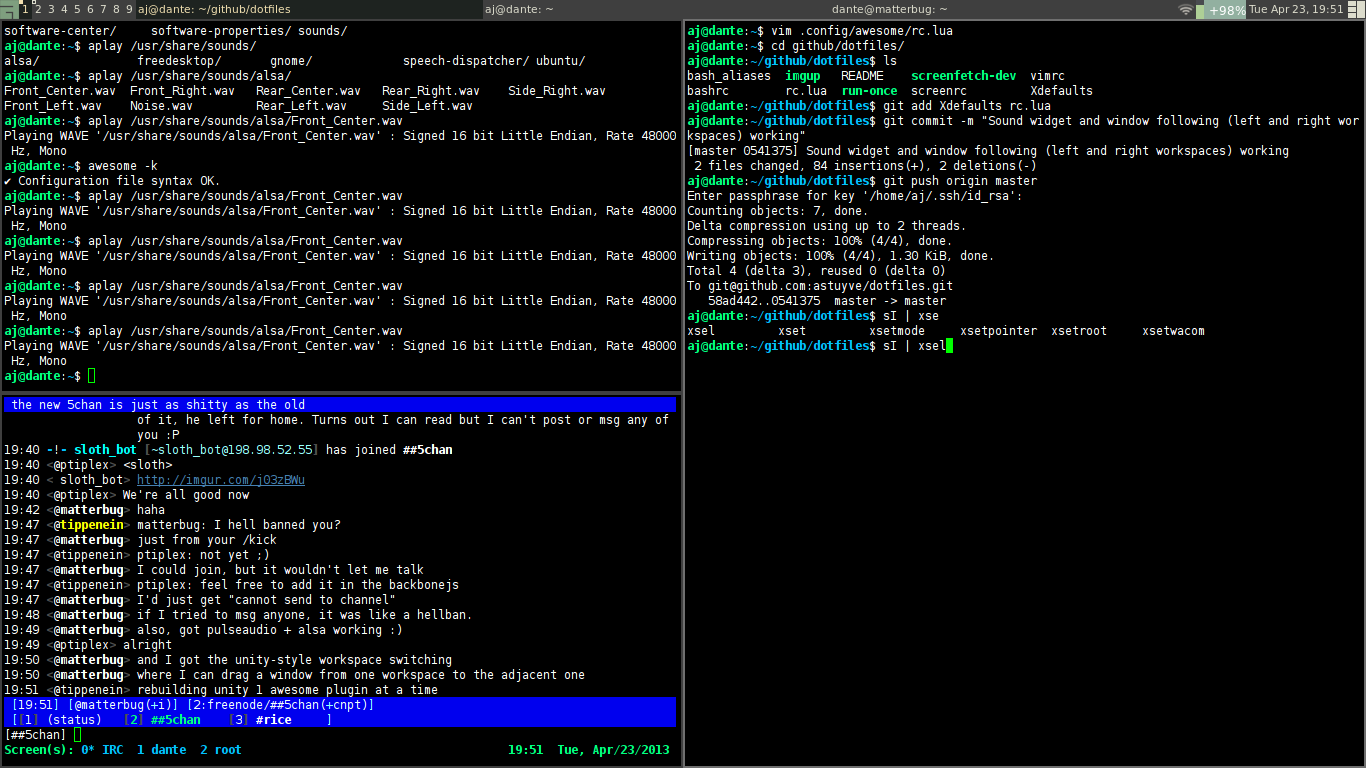 1 2 3 4 5 6 7 8 9 aj@dante: ~/github/dotfiles aj@dante: ~ dante@matterbug: ~ +98% Tue Apr 23, 19:51
software-center/ software-properties/ sounds/
aj@dante:~$ aplay /usr/share/sounds/
alsa/ freedesktop/ gnome/ speech-dispatcher/ ubuntu/
aj@dante:~$ aplay /usr/share/sounds/alsa/
Front_Center.wav Front_Right.wav Rear_Center.wav Rear_Right.wav Side_Right.wav
Front_Left.wav Noise.wav Rear_Left.wav Side_Left.wav
aj@dante:~$ aplay /usr/share/sounds/alsa/Front_Center.wav
Playing WAVE '/usr/share/sounds/alsa/Front_Center.wav' : Signed 16 bit Little Endian, Rate 48000
Hz, Mono
aj@dante:~$ awesome -k
✔ Configuration file syntax OK.
aj@dante:~$ aplay /usr/share/sounds/alsa/Front_Center.wav
Playing WAVE '/usr/share/sounds/alsa/Front_Center.wav' : Signed 16 bit Little Endian, Rate 48000
Hz, Mono
aj@dante:~$ aplay /usr/share/sounds/alsa/Front_Center.wav
Playing WAVE '/usr/share/sounds/alsa/Front_Center.wav' : Signed 16 bit Little Endian, Rate 48000
Hz, Mono
aj@dante:~$ aplay /usr/share/sounds/alsa/Front_Center.wav
Playing WAVE '/usr/share/sounds/alsa/Front_Center.wav' : Signed 16 bit Little Endian, Rate 48000
Hz, Mono
aj@dante:~$ aplay /usr/share/sounds/alsa/Front_Center.wav
Playing WAVE '/usr/share/sounds/alsa/Front_Center.wav' : Signed 16 bit Little Endian, Rate 48000
Hz, Mono
aj@dante:~$
the new 5chan is just as shitty as the old
of it, he left for home. Turns out I can read but I can't post or msg any of
you :P
19:40 -!- sloth_bot [~sloth_bot@198.98.52.55] has joined ##5chan
19:40 <@ptiplex> <sloth>
19:40 < sloth_bot> http://imgur.com/jO3zBWu
19:40 <@ptiplex> We're all good now
19:42 <@matterbug> haha
19:47 <@tippenein> matterbug: I hell banned you?
19:47 <@matterbug> just from your /kick
19:47 <@tippenein> ptiplex: not yet ;)
19:47 <@matterbug> I could join, but it wouldn't let me talk
19:47 <@tippenein> ptiplex: feel free to add it in the backbonejs
19:47 <@matterbug> I'd just get "cannot send to channel"
19:48 <@matterbug> if I tried to msg anyone, it was like a hellban.
19:49 <@matterbug> also, got pulseaudio + alsa working :)
19:49 <@ptiplex> alright
19:50 <@matterbug> and I got the unity-style workspace switching
19:50 <@matterbug> where I can drag a window from one workspace to the adjacent one
19:51 <@tippenein> rebuilding unity 1 awesome plugin at a time
[19:51] [@matterbug(+i)] [2:freenode/##5chan(+cnpt)]
[[1] (status) [2] ##5chan [3] #rice ]
[##5chan]
Screen(s): 0* IRC 1 dante 2 root 19:51 Tue, Apr/23/2013
aj@dante:~$ vim .config/awesome/rc.lua
aj@dante:~$ cd github/dotfiles/
aj@dante:~/github/dotfiles$ ls
bash_aliases imgup README screenfetch-dev vimrc
bashrc rc.lua run-once screenrc Xdefaults
aj@dante:~/github/dotfiles$ git add Xdefaults rc.lua
aj@dante:~/github/dotfiles$ git commit -m "Sound widget and window following (left and right wor
kspaces) working"
[master 0541375] Sound widget and window following (left and right workspaces) working
2 files changed, 84 insertions(+), 2 deletions(-)
aj@dante:~/github/dotfiles$ git push origin master
Enter passphrase for key '/home/aj/.ssh/id_rsa':
Counting objects: 7, done.
Delta compression using up to 2 threads.
Compressing objects: 100% (4/4), done.
Writing objects: 100% (4/4), 1.30 KiB, done.
Total 4 (delta 3), reused 0 (delta 0)
To git@github.com:astuyve/dotfiles.git
58ad442..0541375 master -> master
aj@dante:~/github/dotfiles$ sI | xse
xsel xset xsetmode xsetpointer xsetroot xsetwacom
aj@dante:~/github/dotfiles$ sI | xsel